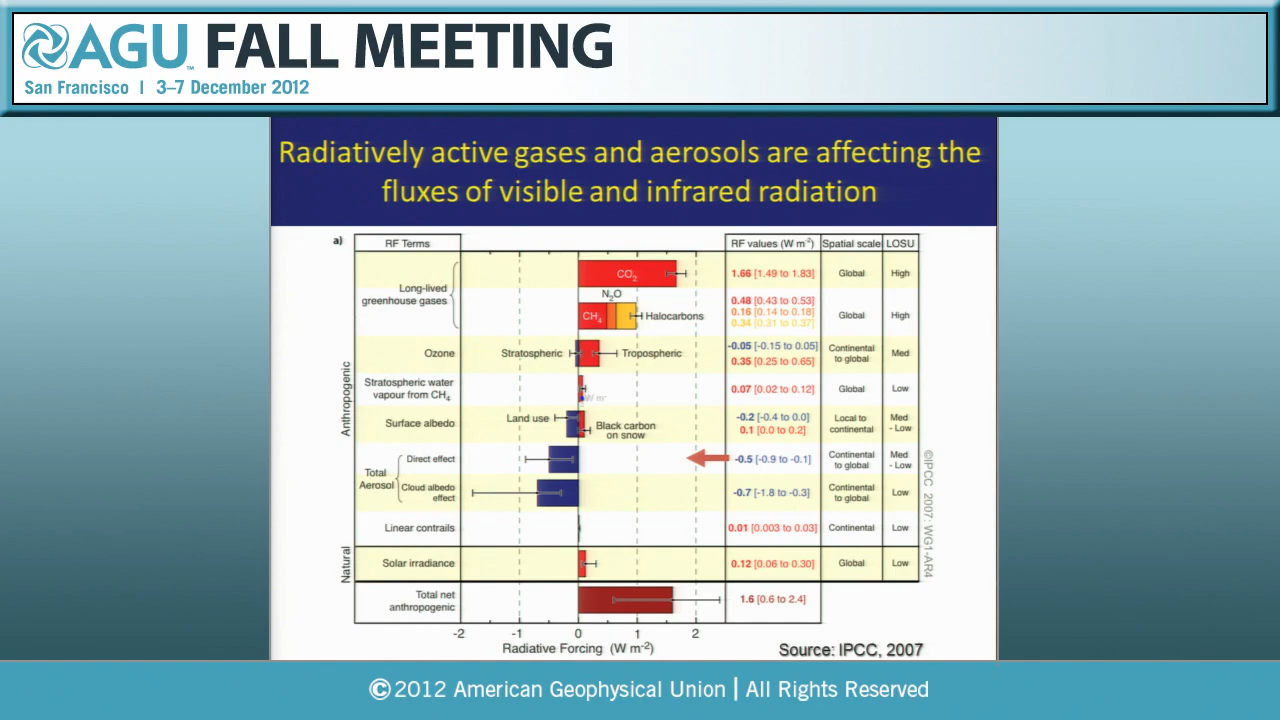 AGU FALL MEETING
San Francisco | 3–7 December 2012
Radiatively active gases and aerosols are affecting the
fluxes of visible and infrared radiation
a)
RF Terms
RF values (W m⁻²)
Spatial scale
LOSU
Anthropogenic
Long-lived
greenhouse gases
CO₂
1.66 [1.49 to 1.83]
Global
High
N₂O
CH₄
Halocarbons
0.48 [0.43 to 0.53]
0.16 [0.14 to 0.18]
0.34 [0.31 to 0.37]
Global
High
Ozone
Stratospheric
Tropospheric
-0.05 [-0.15 to 0.05]
0.35 [0.25 to 0.65]
Continental
to global
Med
Stratospheric water
vapour from CH₄
0.07 [0.02 to 0.12]
Global
Low
Surface albedo
Land use
Black carbon
on snow
-0.2 [-0.4 to 0.0]
0.1 [0.0 to 0.2]
Local to
continental
Med
- Low
Total
Aerosol
Direct effect
-0.5 [-0.9 to -0.1]
Continental
to global
Med
- Low
Cloud albedo
effect
-0.7 [-1.8 to -0.3]
Continental
to global
Low
Linear contrails
0.01 [0.003 to 0.03]
Continental
Low
Natural
Solar irradiance
0.12 [0.06 to 0.30]
Global
Low
Total net
anthropogenic
1.6 [0.6 to 2.4]
-2 -1 0 1 2
Radiative Forcing (W m⁻²)
©IPCC 2007: WG1-AR4
Source: IPCC, 2007
©2012 American Geophysical Union | All Rights Reserved